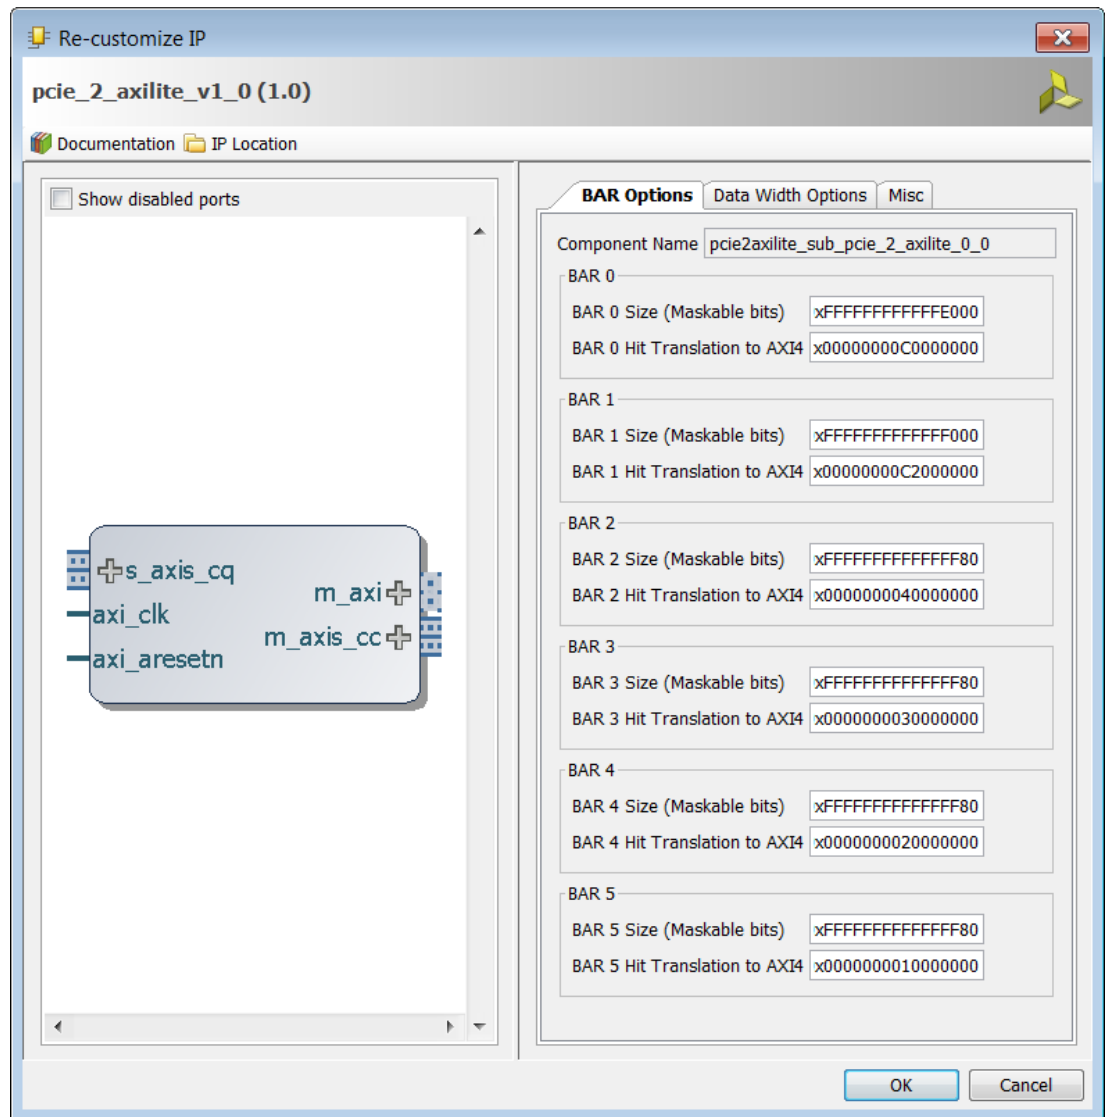 Re-customize IP
pcie_2_axilite_v1_0 (1.0)
Documentation IP Location
Show disabled ports
s_axis_cq
axi_clk
axi_aresetn
m_axi
m_axis_cc
BAR Options Data Width Options Misc
Component Name pcie2axilite_sub_pcie_2_axilite_0_0
BAR 0
BAR 0 Size (Maskable bits) xFFFFFFFFFFFFE000
BAR 0 Hit Translation to AXI4 x00000000C0000000
BAR 1
BAR 1 Size (Maskable bits) xFFFFFFFFFFFFF000
BAR 1 Hit Translation to AXI4 x00000000C2000000
BAR 2
BAR 2 Size (Maskable bits) xFFFFFFFFFFFFFF80
BAR 2 Hit Translation to AXI4 x0000000040000000
BAR 3
BAR 3 Size (Maskable bits) xFFFFFFFFFFFFFF80
BAR 3 Hit Translation to AXI4 x0000000030000000
BAR 4
BAR 4 Size (Maskable bits) xFFFFFFFFFFFFFF80
BAR 4 Hit Translation to AXI4 x0000000020000000
BAR 5
BAR 5 Size (Maskable bits) xFFFFFFFFFFFFFF80
BAR 5 Hit Translation to AXI4 x0000000010000000
OK Cancel